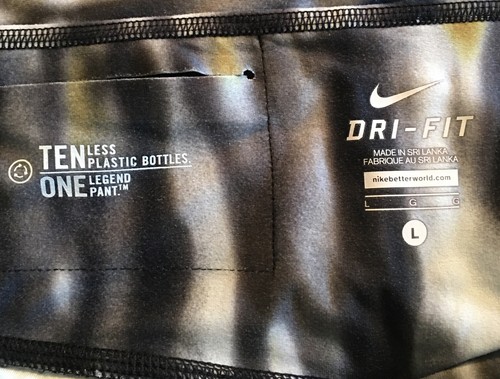 TEN LESS
PLASTIC BOTTLES.
ONE LEGEND
PANT.™
DRI-FIT
MADE IN SRI LANKA
FABRIQUE AU SRI LANKA
nikebetterworld.com
L G G
L